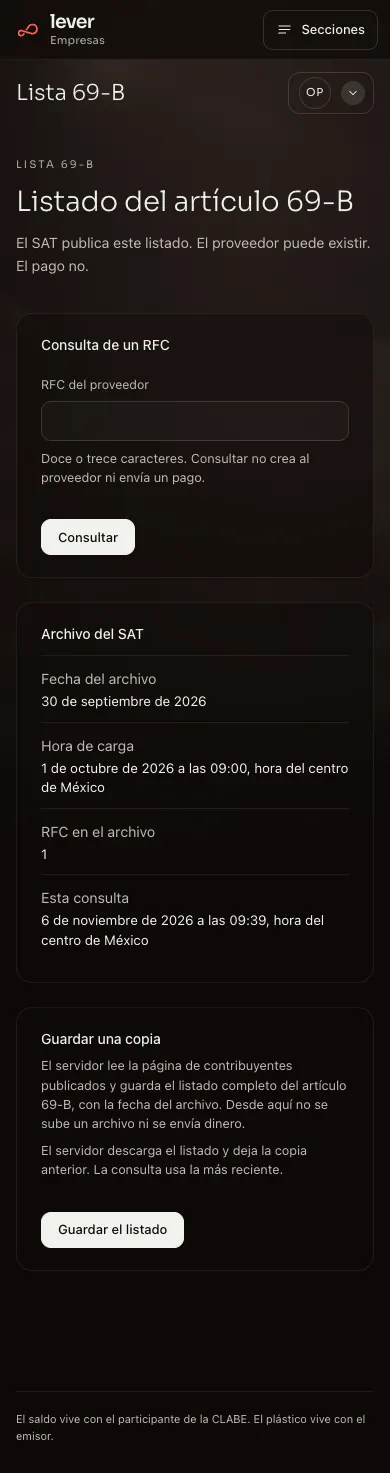 lever
Empresas
Secciones
Lista 69-B
OP
LISTA 69-B
Listado del artículo 69-B
El SAT publica este listado. El proveedor puede existir.
El pago no.
Consulta de un RFC
RFC del proveedor
Doce o trece caracteres. Consultar no crea al
proveedor ni envía un pago.
Consultar
Archivo del SAT
Fecha del archivo
30 de septiembre de 2026
Hora de carga
1 de octubre de 2026 a las 09:00, hora del centro
de México
RFC en el archivo
1
Esta consulta
6 de noviembre de 2026 a las 09:39, hora del
centro de México
Guardar una copia
El servidor lee la página de contribuyentes
publicados y guarda el listado completo del artículo
69-B, con la fecha del archivo. Desde aquí no se
sube un archivo ni se envía dinero.
El servidor descarga el listado y deja la copia
anterior. La consulta usa la más reciente.
Guardar el listado
El saldo vive con el participante de la CLABE. El plástico vive con el
emisor.